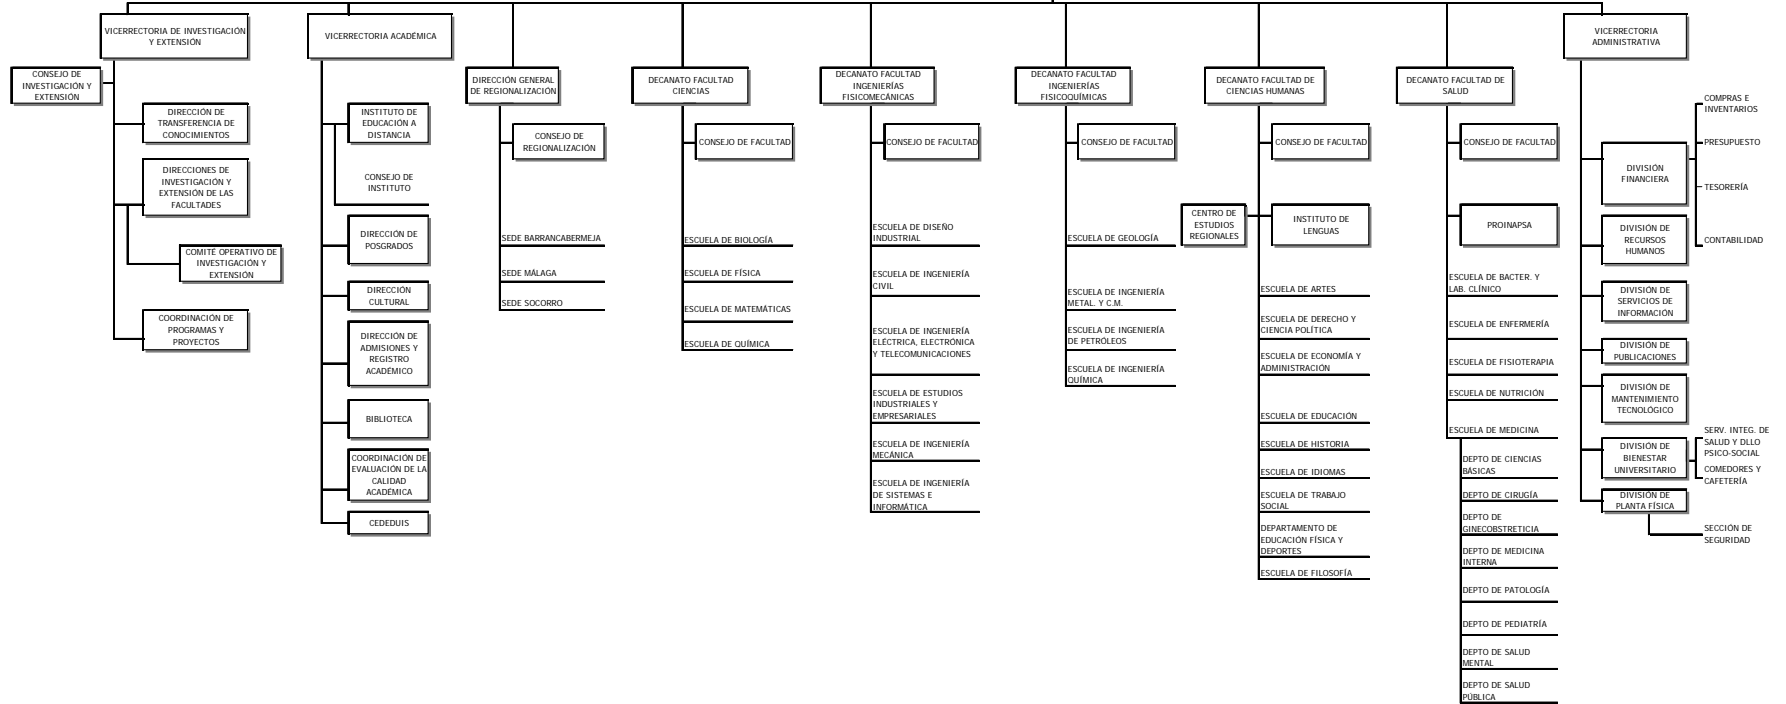 VICERRECTORIA DE INVESTIGACIÓN
Y EXTENSIÓN
CONSEJO DE
INVESTIGACIÓN Y
EXTENSIÓN
DIRECCIÓN DE
TRANSFERENCIA DE
CONOCIMIENTOS
DIRECCIONES DE
INVESTIGACIÓN Y
EXTENSIÓN DE LAS
FACULTADES
COMITÉ OPERATIVO DE
INVESTIGACIÓN Y
EXTENSIÓN
COORDINACIÓN DE
PROGRAMAS Y
PROYECTOS
VICERRECTORIA ACADÉMICA
INSTITUTO DE
EDUCACIÓN A
DISTANCIA
CONSEJO DE
INSTITUTO
DIRECCIÓN DE
POSGRADOS
DIRECCIÓN
CULTURAL
DIRECCIÓN DE
ADMISIONES Y
REGISTRO
ACADÉMICO
BIBLIOTECA
COORDINACIÓN DE
EVALUACIÓN DE LA
CALIDAD
ACADÉMICA
CEDEDUIS
DIRECCIÓN GENERAL
DE REGIONALIZACIÓN
CONSEJO DE
REGIONALIZACIÓN
SEDE BARRANCABERMEJA
SEDE MÁLAGA
SEDE SOCORRO
DECANATO FACULTAD
CIENCIAS
CONSEJO DE FACULTAD
ESCUELA DE BIOLOGÍA
ESCUELA DE FÍSICA
ESCUELA DE MATEMÁTICAS
ESCUELA DE QUÍMICA
DECANATO FACULTAD
INGENIERÍAS
FISICOMECÁNICAS
CONSEJO DE FACULTAD
ESCUELA DE DISEÑO
INDUSTRIAL
ESCUELA DE INGENIERÍA
CIVIL
ESCUELA DE INGENIERÍA
ELÉCTRICA, ELECTRÓNICA
Y TELECOMUNICACIONES
ESCUELA DE ESTUDIOS
INDUSTRIALES Y
EMPRESARIALES
ESCUELA DE INGENIERÍA
MECÁNICA
ESCUELA DE INGENIERÍA
DE SISTEMAS E
INFORMÁTICA
DECANATO FACULTAD
INGENIERÍAS
FISICOQUÍMICAS
CONSEJO DE FACULTAD
ESCUELA DE GEOLOGÍA
ESCUELA DE INGENIERÍA
METAL. Y C.M.
ESCUELA DE INGENIERÍA
DE PETRÓLEOS
ESCUELA DE INGENIERÍA
QUÍMICA
DECANATO FACULTAD DE
CIENCIAS HUMANAS
CONSEJO DE FACULTAD
CENTRO DE
ESTUDIOS
REGIONALES
INSTITUTO DE
LENGUAS
ESCUELA DE ARTES
ESCUELA DE DERECHO Y
CIENCIA POLÍTICA
ESCUELA DE ECONOMÍA Y
ADMINISTRACIÓN
ESCUELA DE EDUCACIÓN
ESCUELA DE HISTORIA
ESCUELA DE IDIOMAS
ESCUELA DE TRABAJO
SOCIAL
DEPARTAMENTO DE
EDUCACIÓN FÍSICA Y
DEPORTES
ESCUELA DE FILOSOFÍA
DECANATO FACULTAD DE
SALUD
CONSEJO DE FACULTAD
PROINAPSA
ESCUELA DE BACTER. Y
LAB. CLÍNICO
ESCUELA DE ENFERMERÍA
ESCUELA DE FISIOTERAPIA
ESCUELA DE NUTRICIÓN
ESCUELA DE MEDICINA
DEPTO DE CIENCIAS
BÁSICAS
DEPTO DE CIRUGÍA
DEPTO DE
GINECOBSTRETICIA
DEPTO DE MEDICINA
INTERNA
DEPTO DE PATOLOGÍA
DEPTO DE PEDIATRÍA
DEPTO DE SALUD
MENTAL
DEPTO DE SALUD
PÚBLICA
VICERRECTORIA
ADMINISTRATIVA
DIVISIÓN
FINANCIERA
COMPRAS E
INVENTARIOS
PRESUPUESTO
TESORERÍA
CONTABILIDAD
DIVISIÓN DE
RECURSOS
HUMANOS
DIVISIÓN DE
SERVICIOS DE
INFORMACIÓN
DIVISIÓN DE
PUBLICACIONES
DIVISIÓN DE
MANTENIMIENTO
TECNOLÓGICO
DIVISIÓN DE
BIENESTAR
UNIVERSITARIO
SERV. INTEG. DE
SALUD Y DLLO
PSICO-SOCIAL
COMEDORES Y
CAFETERÍA
DIVISIÓN DE
PLANTA FÍSICA
SECCIÓN DE
SEGURIDAD